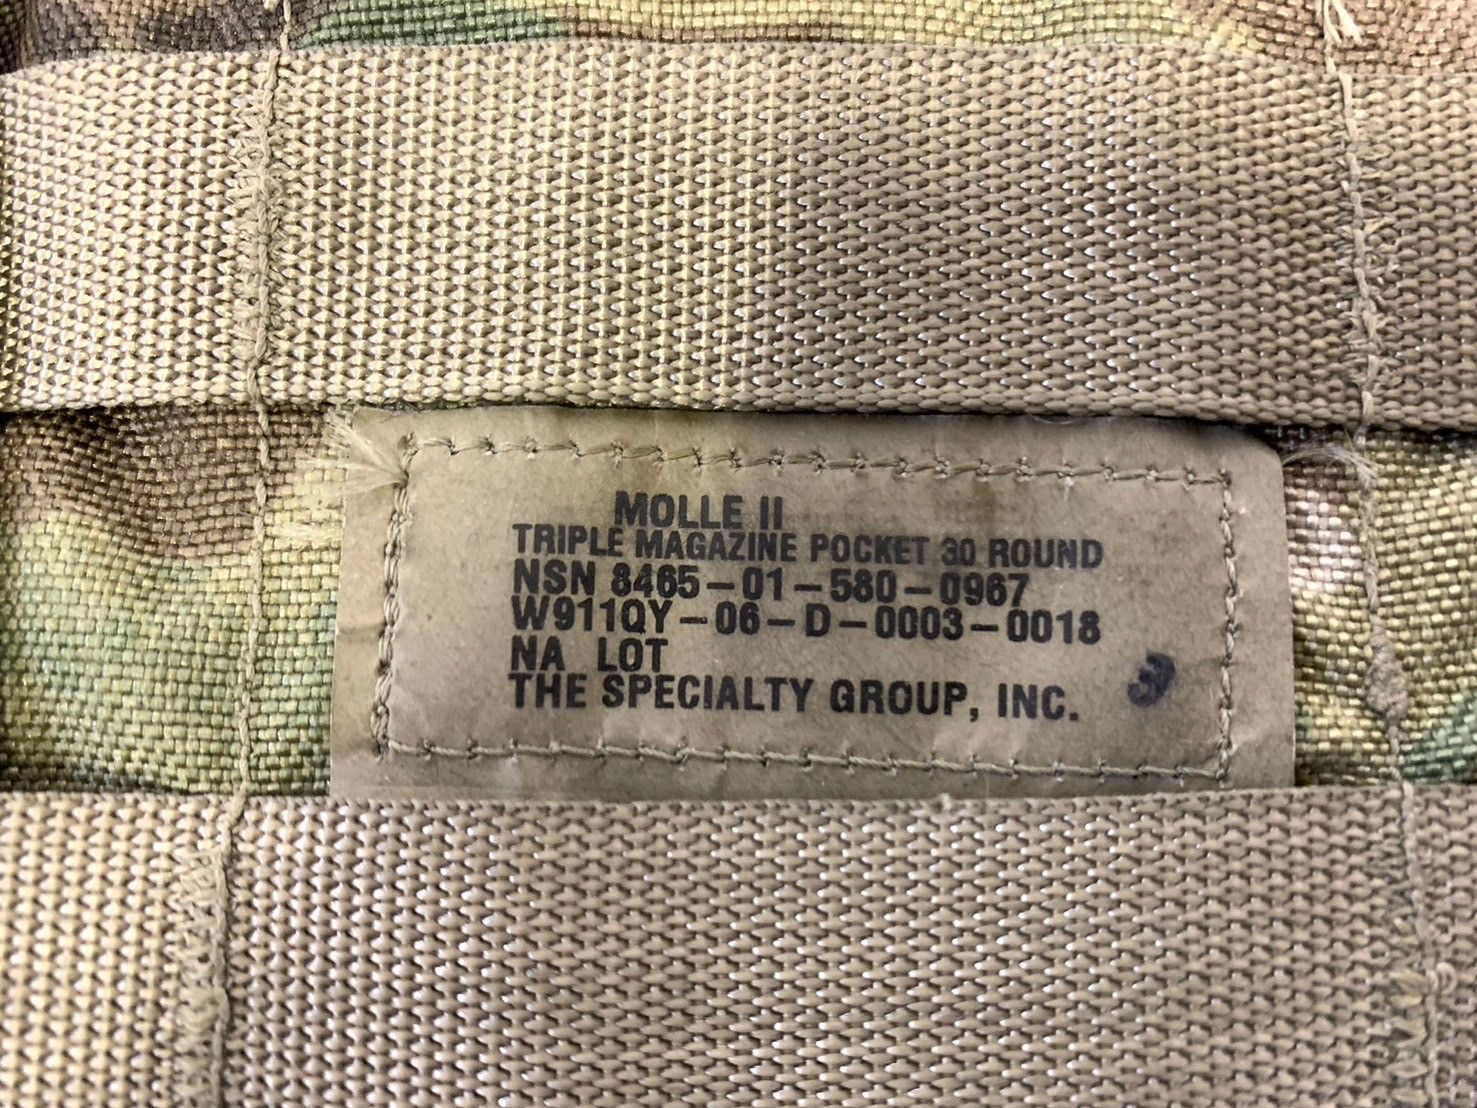 MOLLE II
TRIPLE MAGAZINE POCKET 30 ROUND
NSN 8465-01-580-0967
W911QY-06-D-0003-0018
NA LOT
THE SPECIALTY GROUP, INC.
3